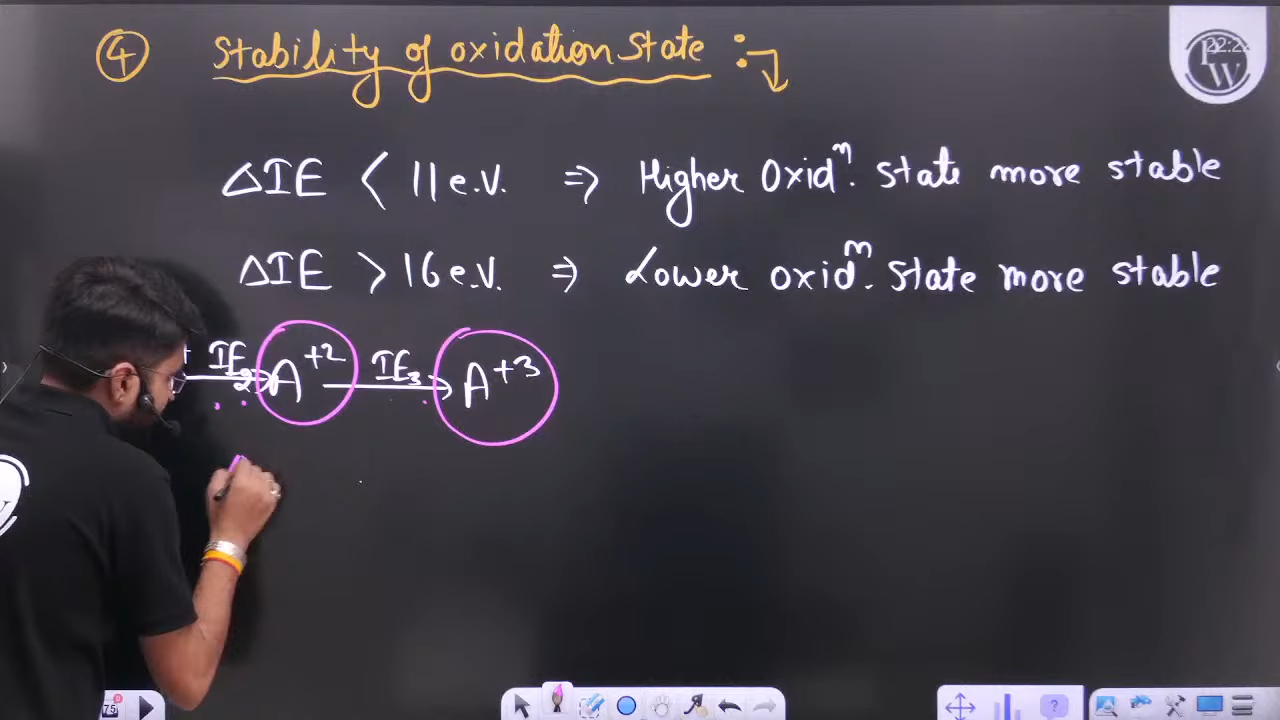 ④ Stability of oxidation State :↴
ΔIE < 11 e.V. ⇒ Higher Oxidⁿ. state more stable
ΔIE > 16 e.V. ⇒ Lower oxidⁿ. State more stable
IE₂ A⁺² IE₃ A⁺³
PW